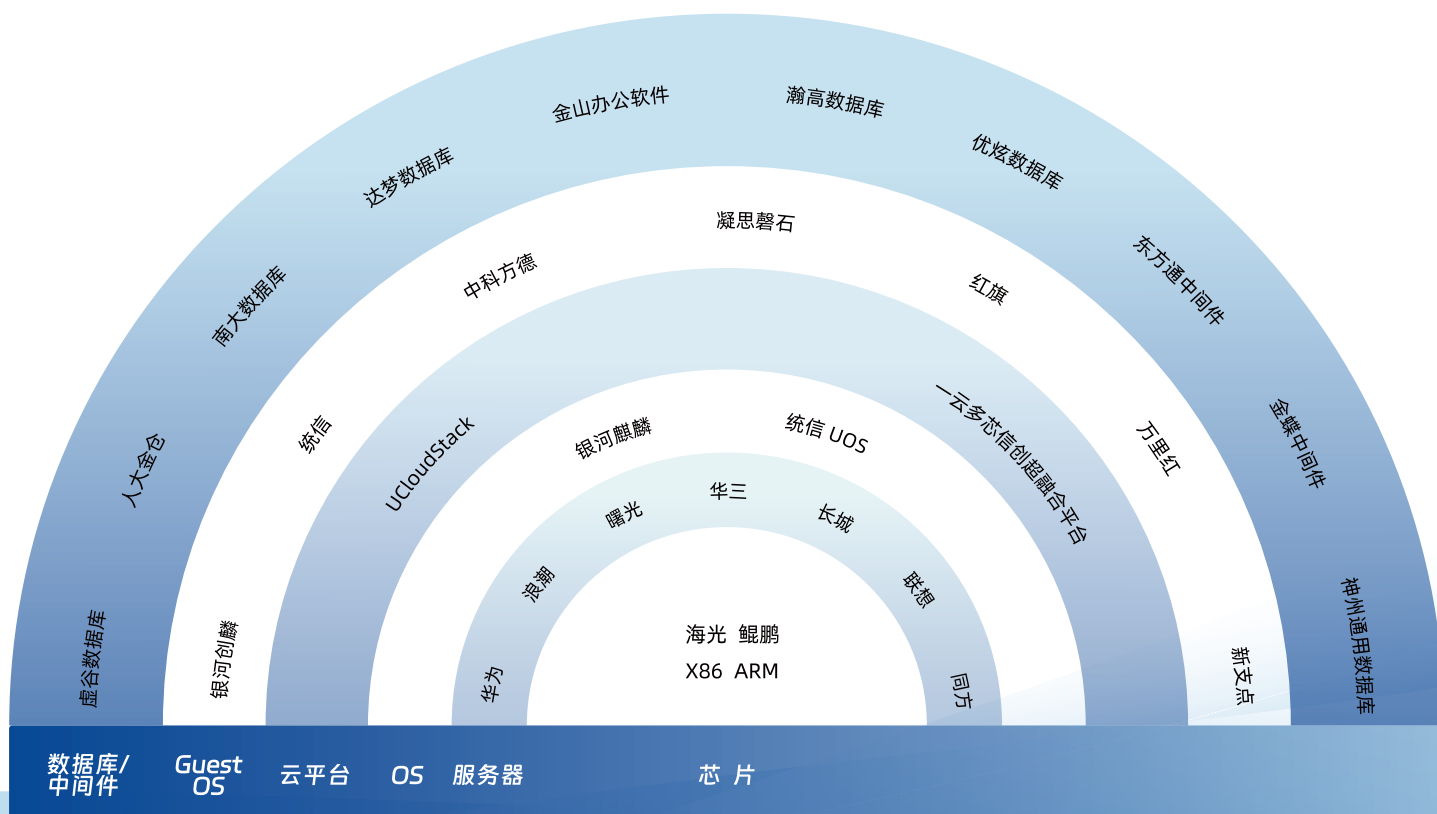 虚谷数据库
人大金仓
南大数据库
达梦数据库
金山办公软件
瀚高数据库
优炫数据库
东方通中间件
金蝶中间件
神州通用数据库
银河创麟
统信
中科方德
凝思磐石
红旗
万里红
新支点
UCloudStack
一云多芯信创超融合平台
银河麒麟
统信 UOS
华为
浪潮
曙光
华三
长城
联想
同方
海光 鲲鹏
X86 ARM
数据库/
中间件
Guest
OS
云平台
OS
服务器
芯 片